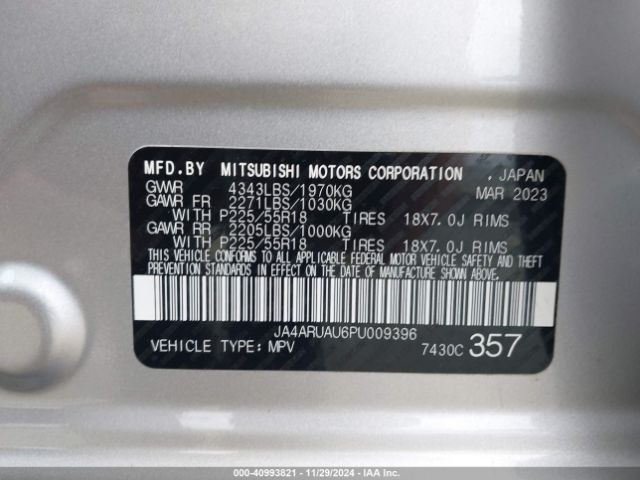 MFD.BY MITSUBISHI MOTORS CORPORATION , JAPAN
GVWR 4343LBS/1970KG MAR 2023
GAWR FR 2271LBS/1030KG
WITH P225/55R18 TIRES 18X7.0J RIMS
GAWR RR 2205LBS/1000KG
WITH P225/55R18 TIRES 18X7.0J RIMS
THIS VEHICLE CONFORMS TO ALL APPLICABLE FEDERAL MOTOR VEHICLE SAFETY AND THEFT
PREVENTION STANDARDS IN EFFECT ON THE DATE OF MANUFACTURE SHOWN ABOVE.
JA4ARUAU6PU009396
VEHICLE TYPE: MPV 7430C 357
000-40993821 - 11/29/2024 - IAAI.COM